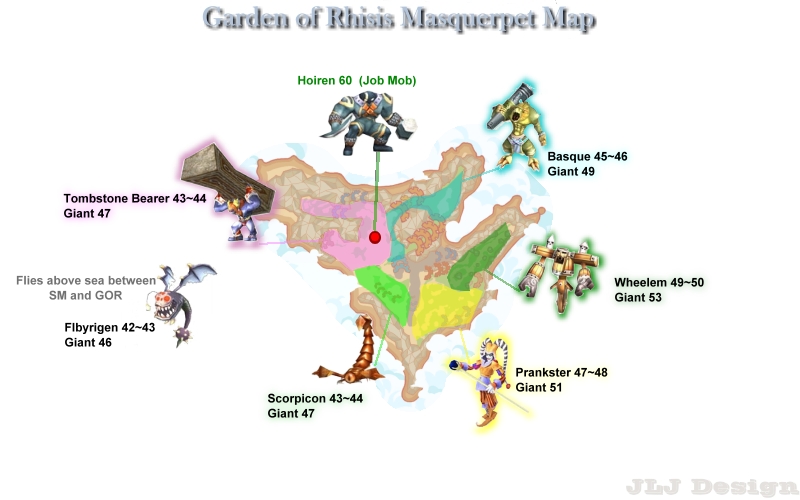 Garden of Rhisis Masquerpet Map
Hoiren 60 (Job Mob)
Basque 45~46
Giant 49
Tombstone Bearer 43~44
Giant 47
Flies above sea between
SM and GOR
Flbyrigen 42~43
Giant 46
Wheelem 49~50
Giant 53
Prankster 47~48
Giant 51
Scorpicon 43~44
Giant 47
JLJ Design